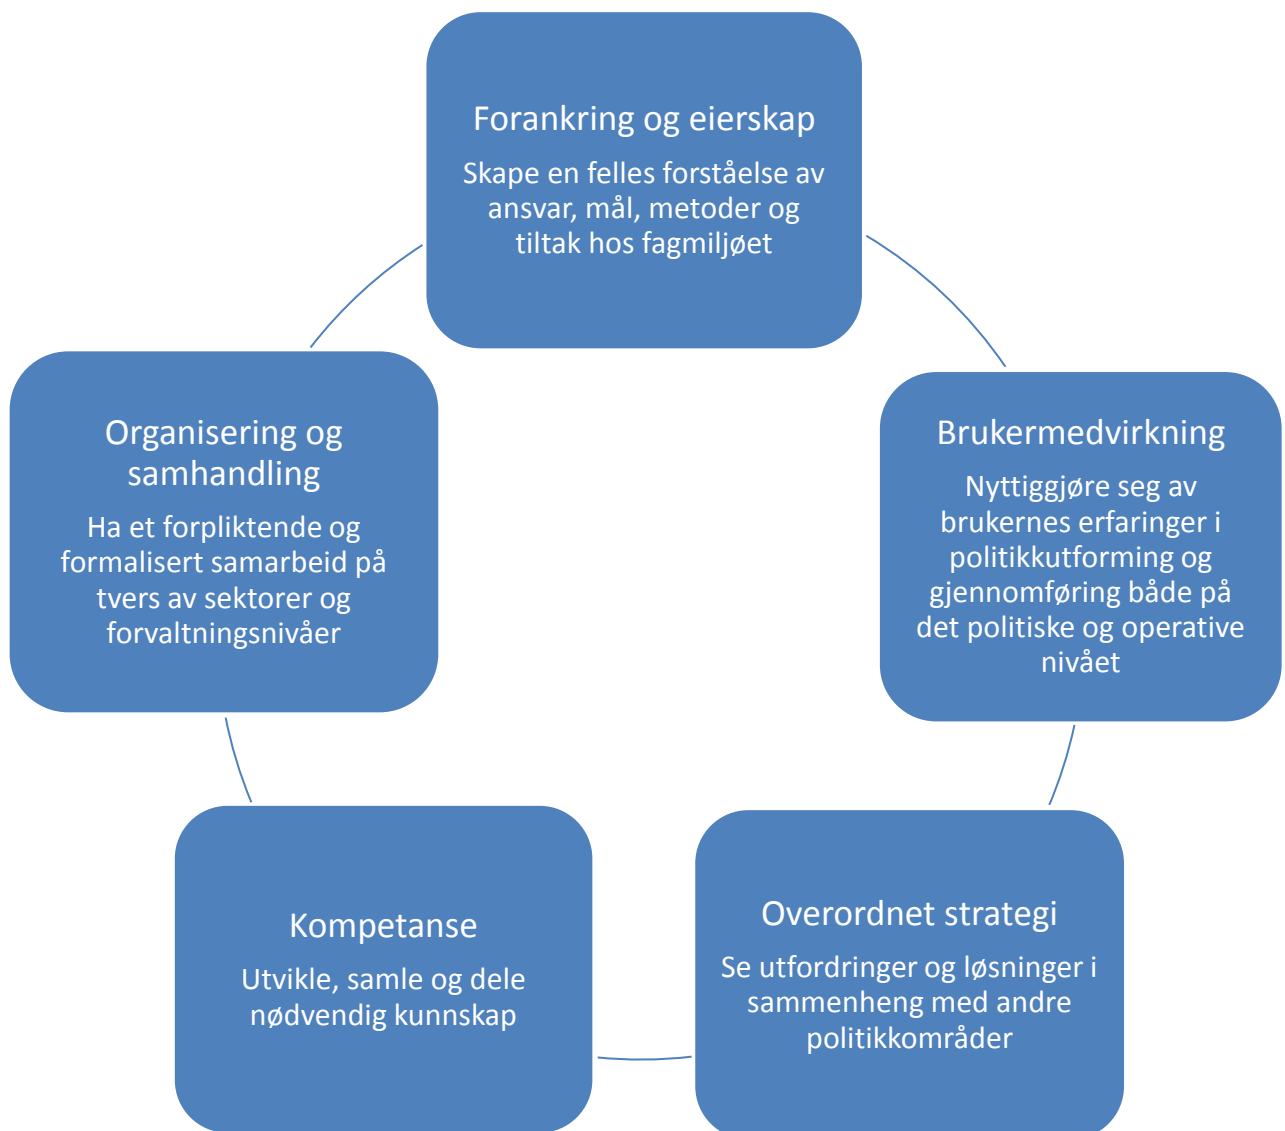 Forankring og eierskap
Skape en felles forståelse av
ansvar, mål, metoder og
tiltak hos fagmiljøet
Brukermedvirkning
Nyttiggjøre seg av
brukernes erfaringer i
politikkutforming og
gjennomføring både på
det politiske og operative
nivået
Overordnet strategi
Se utfordringer og løsninger i
sammenheng med andre
politikkområder
Kompetanse
Utvikle, samle og dele
nødvendig kunnskap
Organisering og
samhandling
Ha et forpliktende og
formalisert samarbeid på
tvers av sektorer og
forvaltningsnivåer